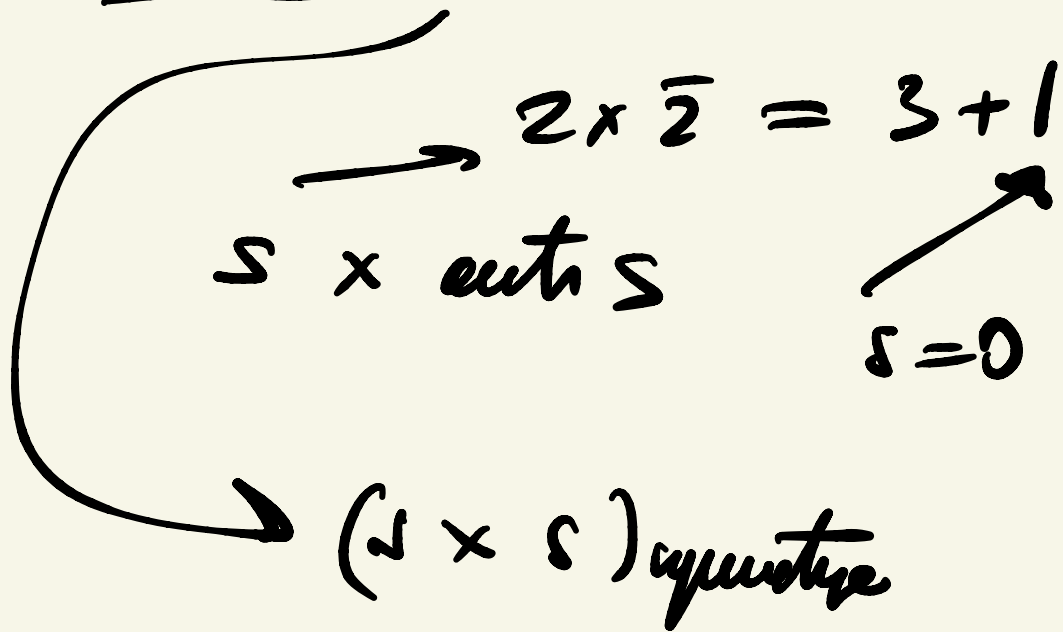 2 × 2̄ = 3 + 1
s × anti s
s = 0
(s × s) symmetric